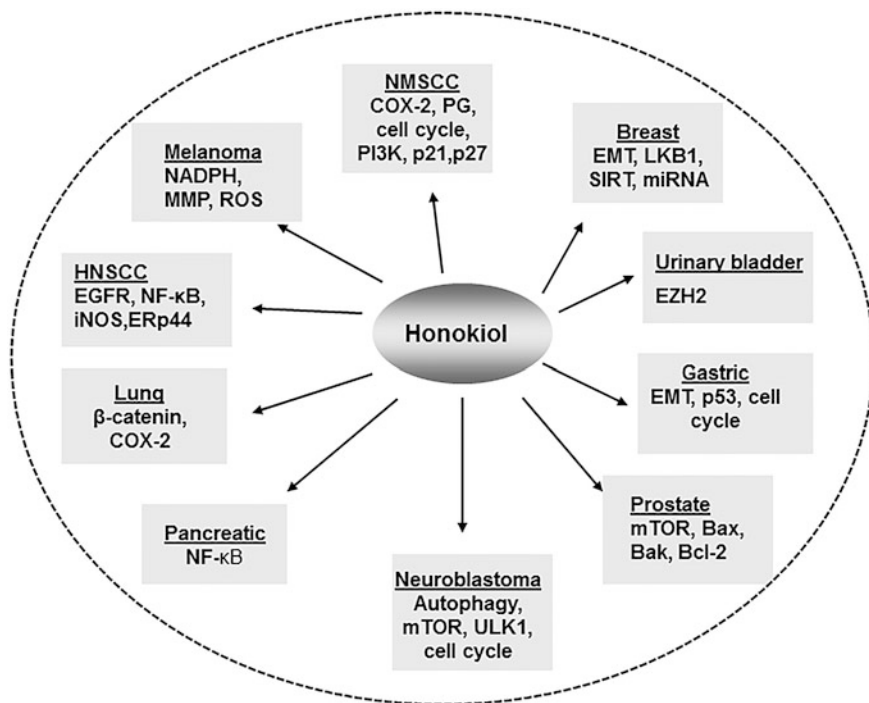 NMSCC
COX-2, PG,
cell cycle,
PI3K, p21,p27
Breast
EMT, LKB1,
SIRT, miRNA
Melanoma
NADPH,
MMP, ROS
Urinary bladder
EZH2
HNSCC
EGFR, NF-κB,
iNOS,ERp44
Honokiol
Gastric
EMT, p53, cell
cycle
Lung
β-catenin,
COX-2
Prostate
mTOR, Bax,
Bak, Bcl-2
Pancreatic
NF-κB
Neuroblastoma
Autophagy,
mTOR, ULK1,
cell cycle